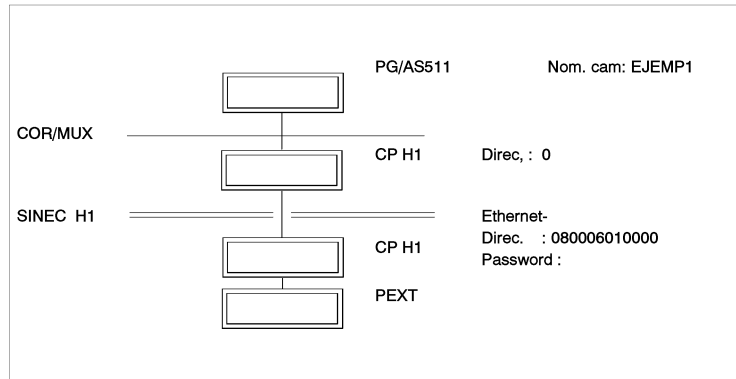 PG/AS511 Nom. cam: EJEMP1
COR/MUX
CP H1 Direc, : 0
SINEC H1
Ethernet-
Direc. : 080006010000
CP H1
Password :
PEXT